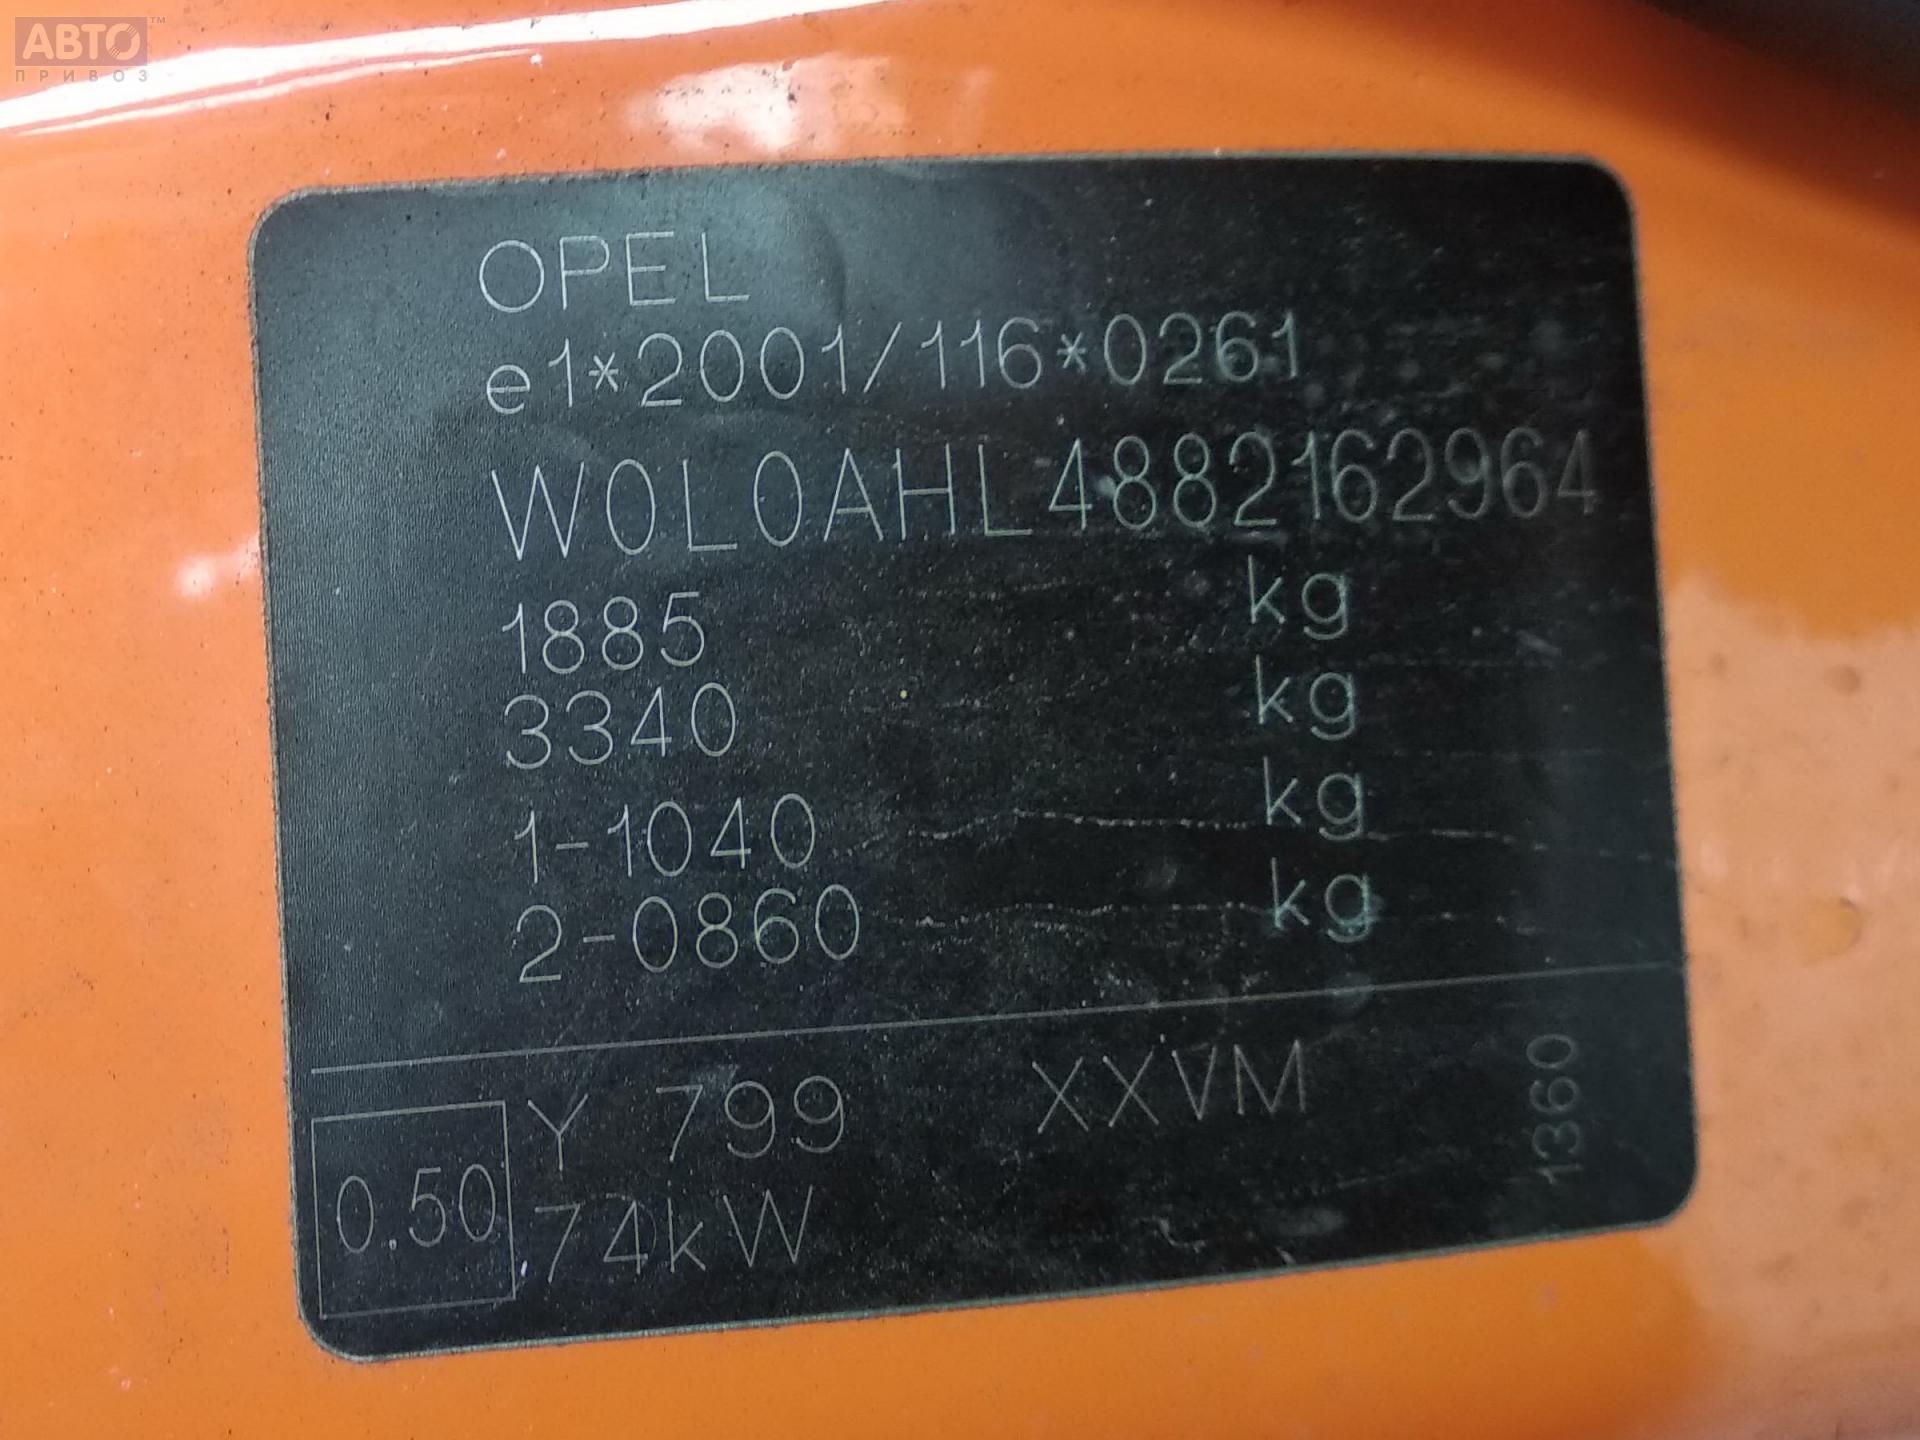 АВТО™
ПРИВОЗ
OPEL
e1*2001/116*0261
W0L0AHL4882162964
1885 kg
3340 kg
1-1040 kg
2-0860 kg
Y 799 XXVM
0.50 74kW
1360